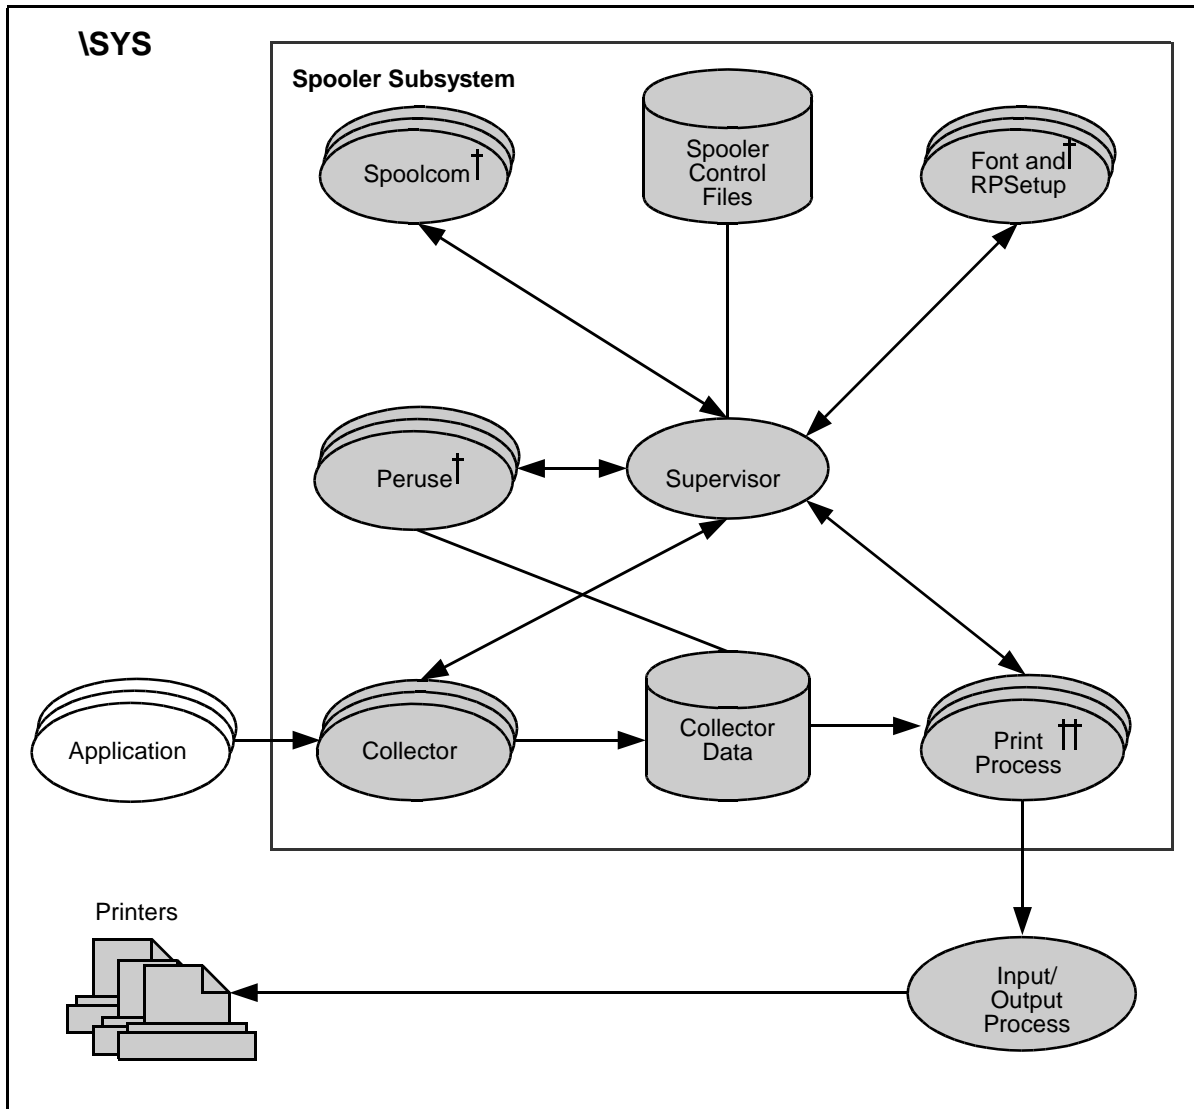 \SYS
Spooler Subsystem
Spoolcom†
Spooler
Control
Files
Font and†
RPSetup
Peruse†
Supervisor
Application
Collector
Collector
Data
Print ††
Process
Printers
Input/
Output
Process